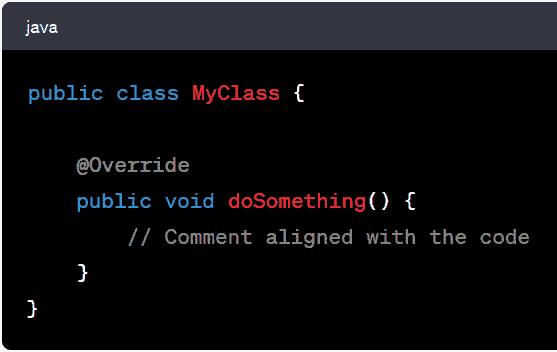 java
public class MyClass {
@Override
public void doSomething() {
// Comment aligned with the code
}
}